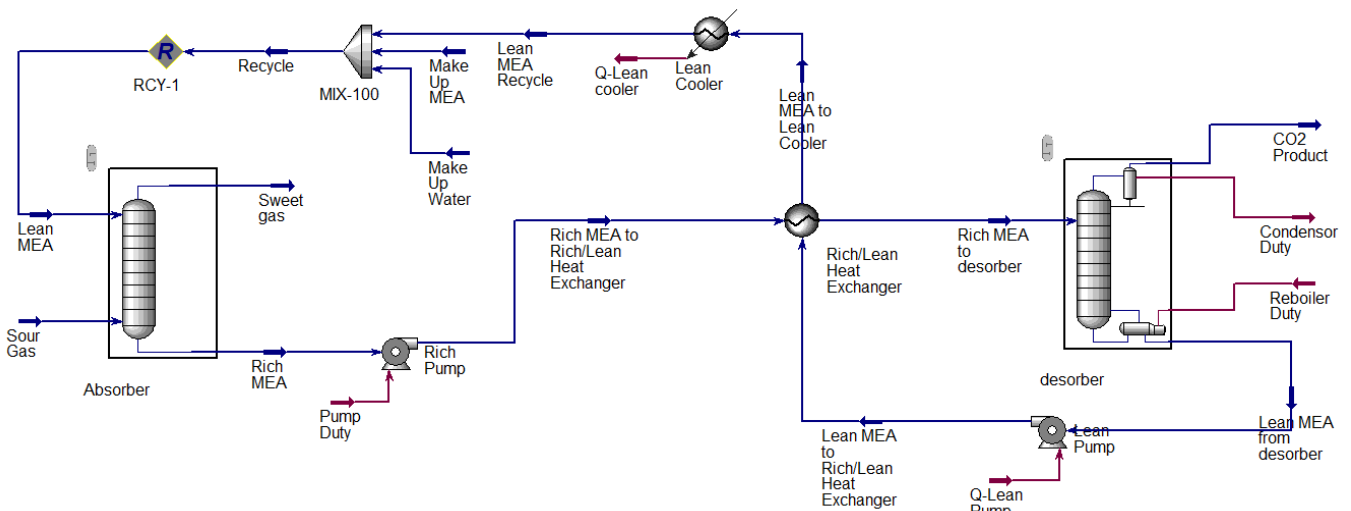 R
RCY-1
Recycle
MIX-100
Make
Up
MEA
Make
Up
Water
Lean
MEA
Recycle
Q-Lean
cooler
Lean
Cooler
Lean
MEA to
Lean
Cooler
CO2
Product
Condensor
Duty
Reboiler
Duty
desorber
Lean MEA
from
desorber
Lean
Pump
Q-Lean
Pump
Lean MEA
to
Rich/Lean
Heat
Exchanger
Rich MEA
to
desorber
Rich/Lean
Heat
Exchanger
Rich MEA to
Rich/Lean
Heat
Exchanger
Sweet
gas
Lean
MEA
Sour
Gas
Absorber
Rich
MEA
Rich
Pump
Pump
Duty